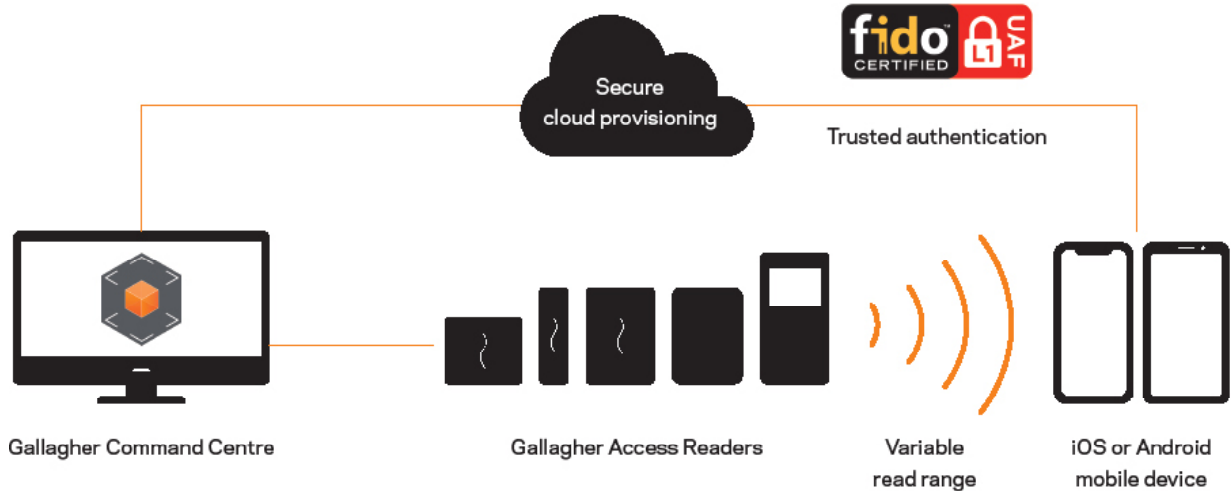 fido™
CERTIFIED
L1
UAF
Secure
cloud provisioning
Trusted authentication
Gallagher Command Centre
Gallagher Access Readers
Variable
read range
iOS or Android
mobile device